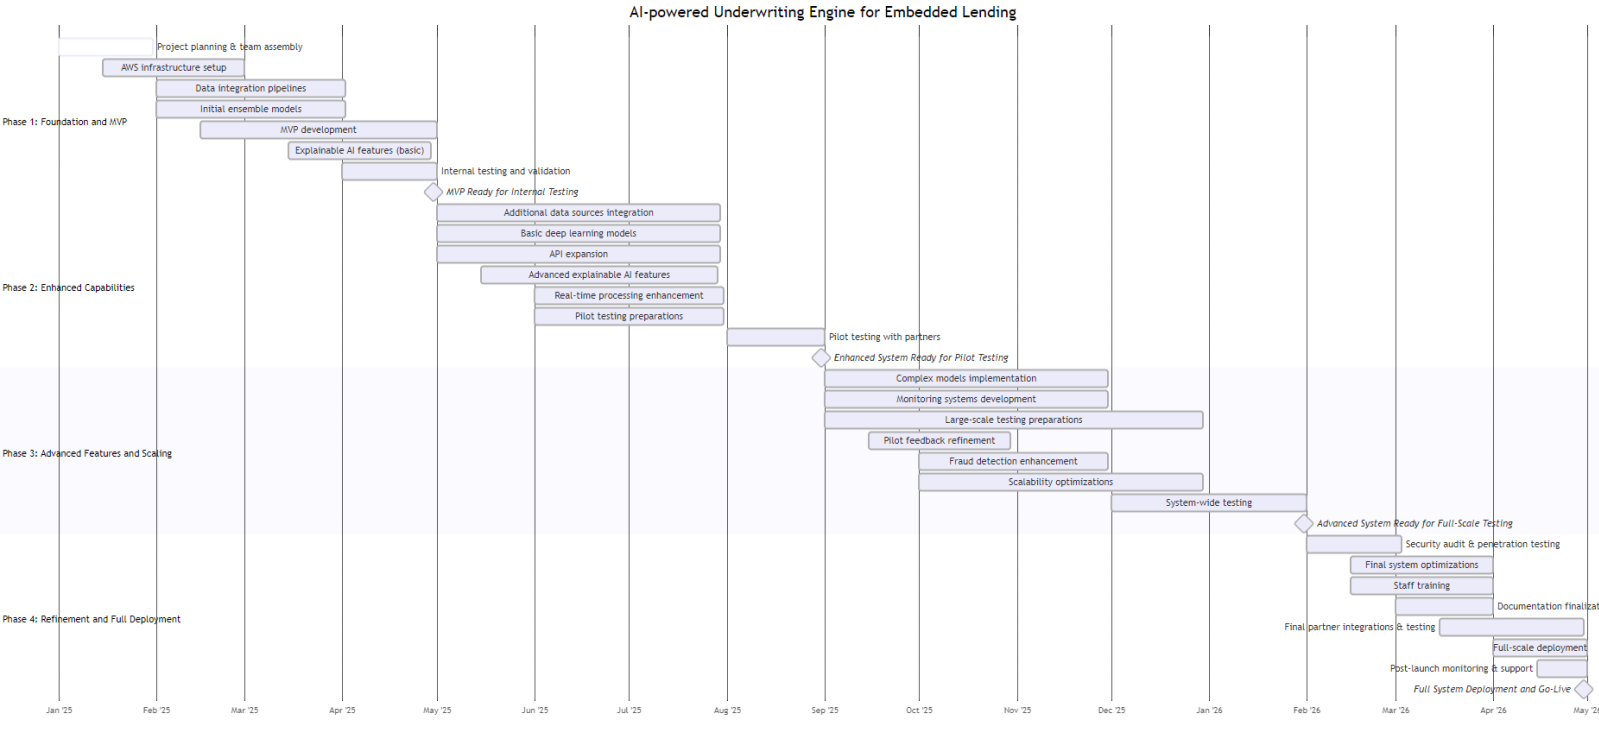 AI-powered Underwriting Engine for Embedded Lending
Project planning & team assembly
AWS infrastructure setup
Data integration pipelines
Initial ensemble models
Phase 1: Foundation and MVP
MVP development
Explainable AI features (basic)
Internal testing and validation
MVP Ready for Internal Testing
Additional data sources integration
Basic deep learning models
API expansion
Advanced explainable AI features
Phase 2: Enhanced Capabilities
Real-time processing enhancement
Pilot testing preparations
Pilot testing with partners
Enhanced System Ready for Pilot Testing
Complex models implementation
Monitoring systems development
Large-scale testing preparations
Pilot feedback refinement
Phase 3: Advanced Features and Scaling
Fraud detection enhancement
Scalability optimizations
System-wide testing
Advanced System Ready for Full-Scale Testing
Security audit & penetration testing
Final system optimizations
Staff training
Documentation finalizat
Phase 4: Refinement and Full Deployment
Final partner integrations & testing
Full-scale deployment
Post-launch monitoring & support
Full System Deployment and Go-Live
Jan '25 Feb '25 Mar '25 Apr '25 May '25 Jun '25 Jul '25 Aug '25 Sep '25 Oct '25 Nov '25 Dec '25 Jan '26 Feb '26 Mar '26 Apr '26 May '26